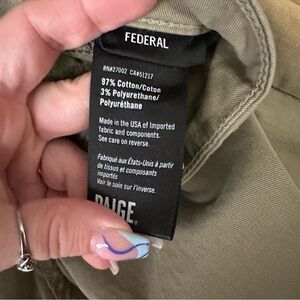 FEDERAL
RN#27002 CA#51217
97% Cotton/Coton
3% Polyurethane/
Polyuréthane
Made in the USA of Imported
fabric and components.
See care on reverse.
Fabriqué aux États-Unis à partir
de tissus et composants
importés
Voir le soin sur l'inverse.
PAIGE